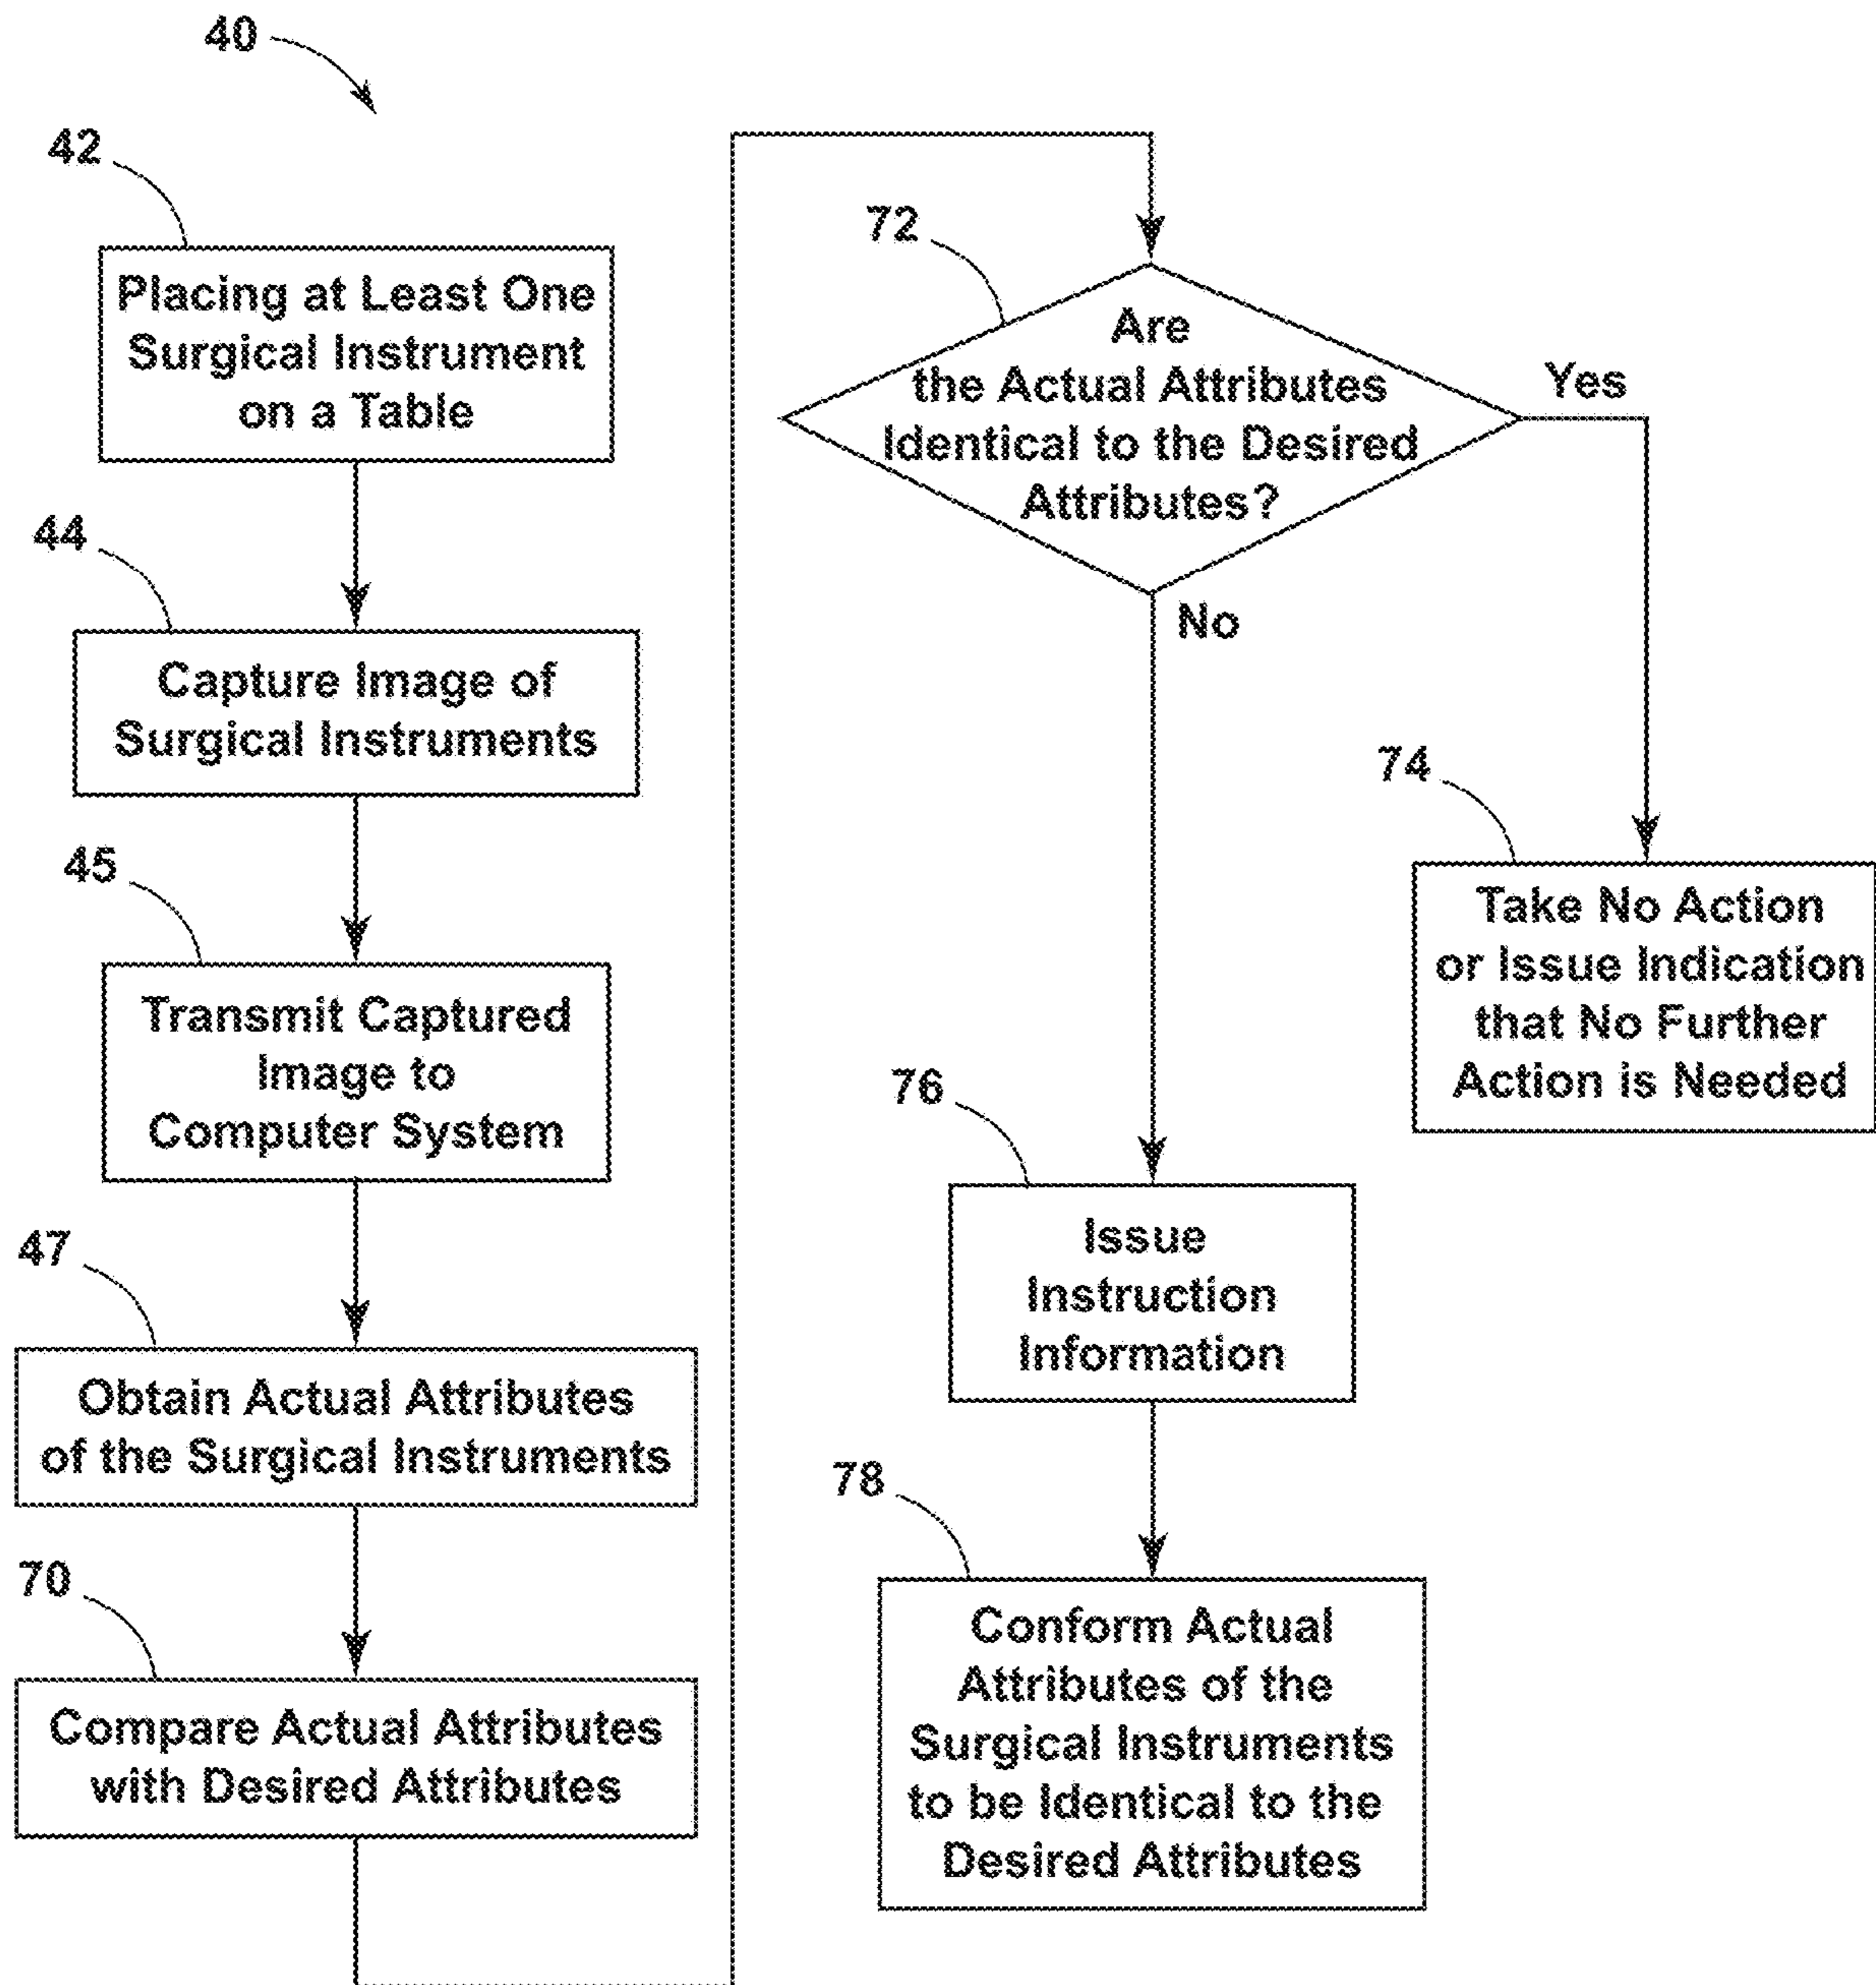 40
42
Placing at Least One
Surgical Instrument
on a Table
44
Capture Image of
Surgical Instruments
45
Transmit Captured
Image to
Computer System
47
Obtain Actual Attributes
of the Surgical Instruments
70
Compare Actual Attributes
with Desired Attributes
72
Are
the Actual Attributes
Identical to the Desired
Attributes?
Yes
No
74
Take No Action
or Issue Indication
that No Further
Action is Needed
76
Issue
Instruction
Information
78
Conform Actual
Attributes of the
Surgical Instruments
to be Identical to the
Desired Attributes